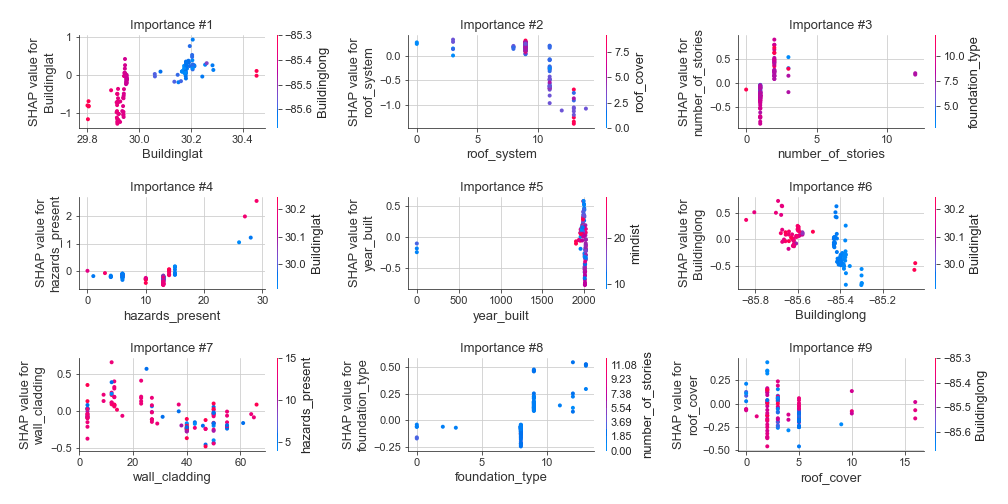 Importance #1
SHAP value for
Buildinglat
1
0
−1
29.8
30.0
30.2
30.4
Buildinglat
−85.3
−85.4
−85.5
−85.6
Buildinglong
Importance #2
SHAP value for
roof_system
0.0
−0.5
−1.0
0
10
roof_system
7.5
5.0
2.5
0.0
roof_cover
Importance #3
SHAP value for
number_of_stories
0.5
0.0
−0.5
0
5
10
number_of_stories
10.0
7.5
5.0
foundation_type
Importance #4
SHAP value for
hazards_present
2
1
0
0
10
20
30
hazards_present
30.2
30.1
30.0
Buildinglat
Importance #5
SHAP value for
year_built
0.5
0.0
−0.5
0
500
1000
1500
2000
year_built
20
10
mindist
Importance #6
SHAP value for
Buildinglong
0.5
0.0
−0.5
−85.8
−85.6
−85.4
−85.2
Buildinglong
30.2
30.1
30.0
Buildinglat
Importance #7
SHAP value for
wall_cladding
0.5
0.0
−0.5
0
20
40
60
wall_cladding
15
10
5
hazards_present
Importance #8
SHAP value for
foundation_type
0.50
0.25
0.00
−0.25
0
5
10
foundation_type
11.08
9.23
7.38
5.54
3.69
1.85
0.00
number_of_stories
Importance #9
SHAP value for
roof_cover
0.25
0.00
−0.25
−0.50
0
5
10
15
roof_cover
−85.3
−85.4
−85.5
−85.6
Buildinglong